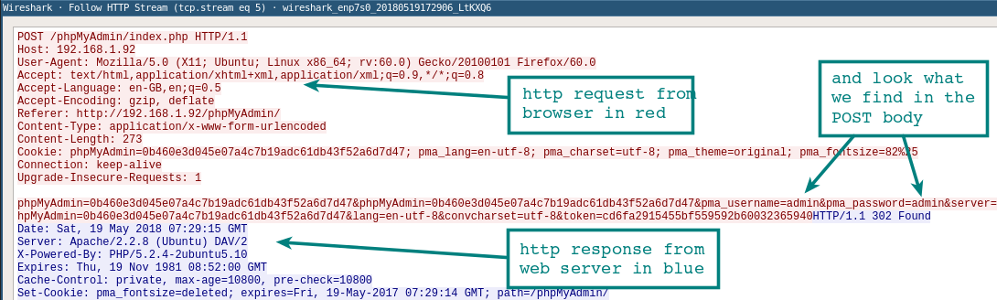 Wireshark · Follow HTTP Stream (tcp.stream eq 5) · wireshark_enp7s0_20180519172906_LtKXQ6
POST /phpMyAdmin/index.php HTTP/1.1
Host: 192.168.1.92
User-Agent: Mozilla/5.0 (X11; Ubuntu; Linux x86_64; rv:60.0) Gecko/20100101 Firefox/60.0
Accept: text/html,application/xhtml+xml,application/xml;q=0.9,*/*;q=0.8
Accept-Language: en-GB,en;q=0.5
Accept-Encoding: gzip, deflate
Referer: http://192.168.1.92/phpMyAdmin/
Content-Type: application/x-www-form-urlencoded
Content-Length: 273
Cookie: phpMyAdmin=0b460e3d045e07a4c7b19adc61db43f52a6d7d47; pma_lang=en-utf-8; pma_charset=utf-8; pma_theme=original; pma_fontsize=82%25
Connection: keep-alive
Upgrade-Insecure-Requests: 1
http request from
browser in red
and look what
we find in the
POST body
phpMyAdmin=0b460e3d045e07a4c7b19adc61db43f52a6d7d47&phpMyAdmin=0b460e3d045e07a4c7b19adc61db43f52a6d7d47&pma_username=admin&pma_password=admin&server=
hpMyAdmin=0b460e3d045e07a4c7b19adc61db43f52a6d7d47&lang=en-utf-8&convcharset=utf-8&token=cd6fa2915455bf559592b60032365940HTTP/1.1 302 Found
Date: Sat, 19 May 2018 07:29:15 GMT
Server: Apache/2.2.8 (Ubuntu) DAV/2
X-Powered-By: PHP/5.2.4-2ubuntu5.10
Expires: Thu, 19 Nov 1981 08:52:00 GMT
Cache-Control: private, max-age=10800, pre-check=10800
Set-Cookie: pma_fontsize=deleted; expires=Fri, 19-May-2017 07:29:14 GMT; path=/phpMyAdmin/
http response from
web server in blue